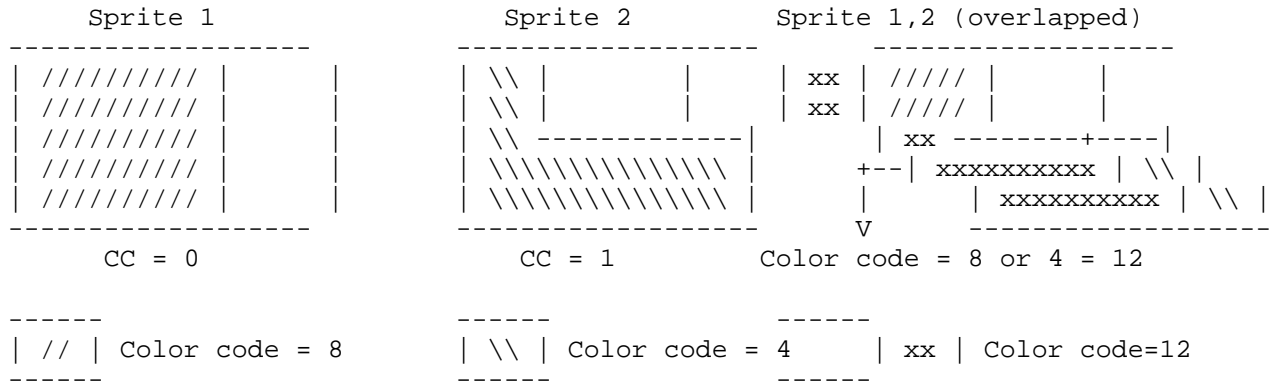 Sprite 1                  Sprite 2         Sprite 1,2 (overlapped)
-------------------         -------------------       -------------------
| ////////// |      |       | \\ |        |     | xx | ///// |      |
| ////////// |      |       | \\ |        |     | xx | ///// |      |
| ////////// |      |       | \\ -------------|       | xx --------+----|
| ////////// |      |       | \\\\\\\\\\\\\\\ |      +--| xxxxxxxxxx | \\ |
| ////////// |      |       | \\\\\\\\\\\\\\\ |      |      | xxxxxxxxxx | \\ |
-------------------         -------------------      V      -------------------
      CC = 0                    CC = 1         Color code = 8 or 4 = 12
------                      ------              ------
| // | Color code = 8       | \\ | Color code = 4     | xx | Color code=12
------                      ------              ------